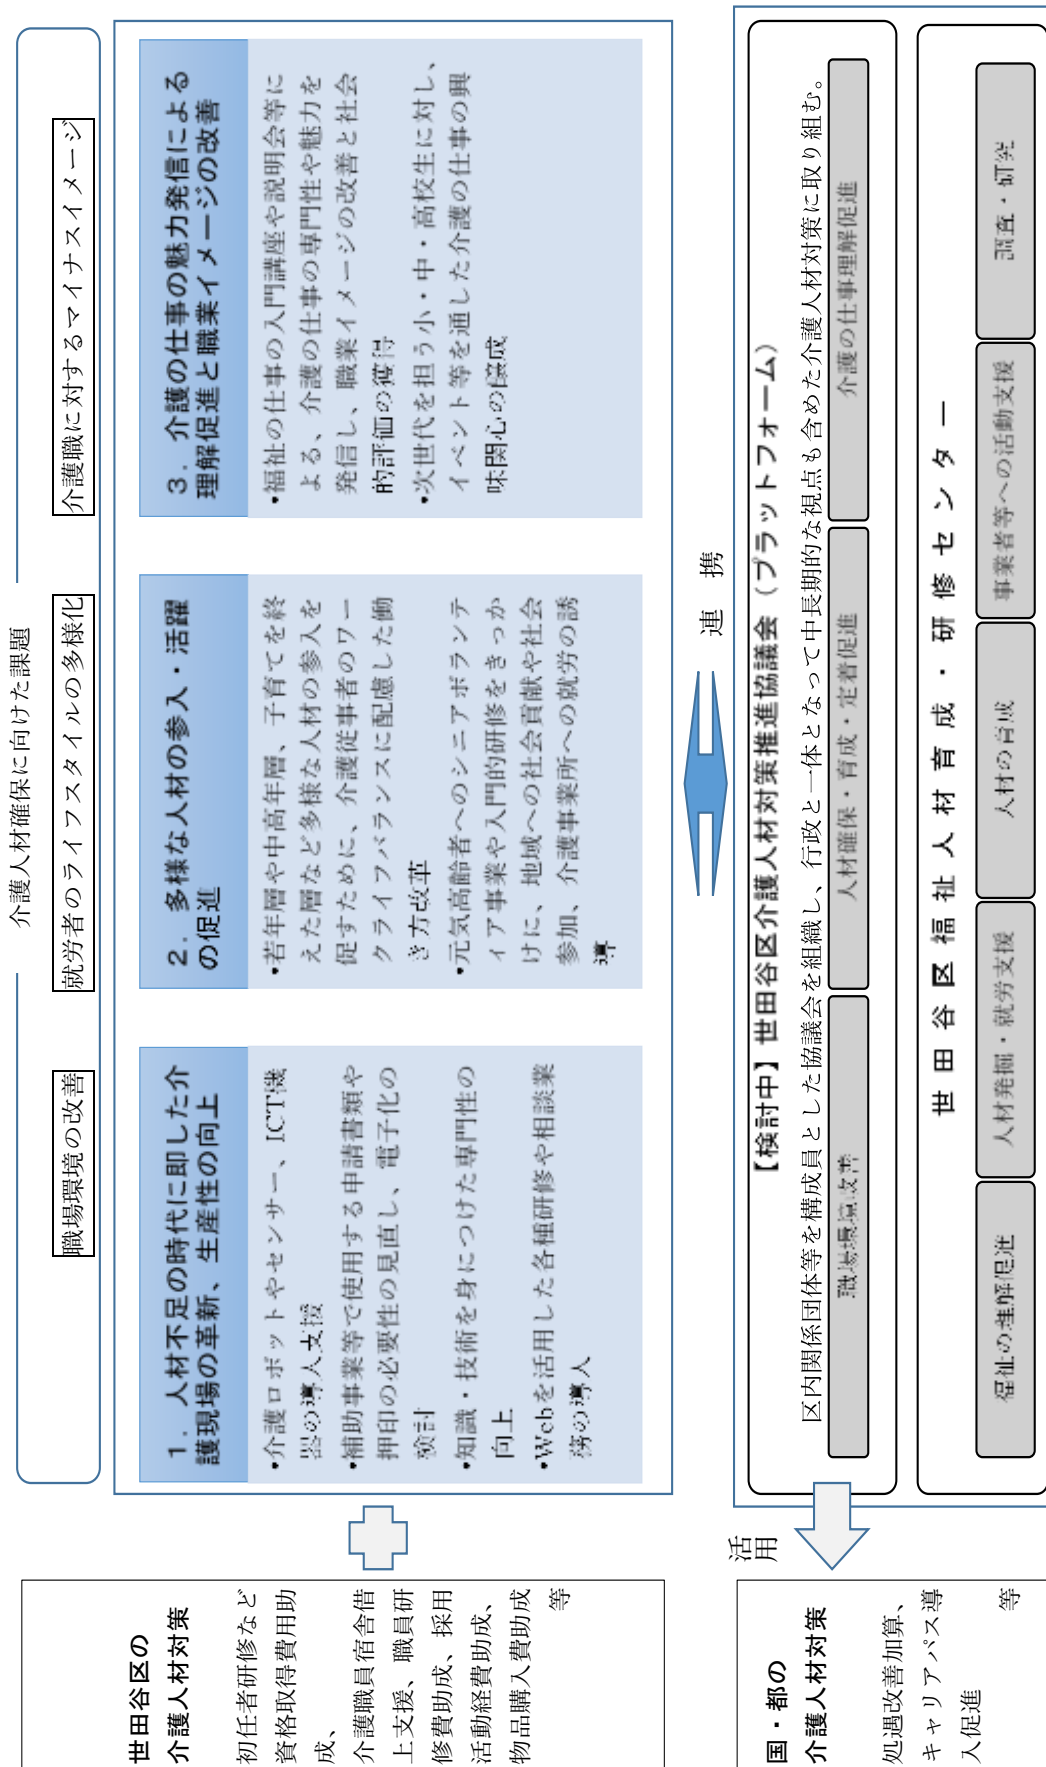 介護人材確保に向けた課題
職場環境の改善
就労者のライフスタイルの多様化
介護職に対するマイナスイメージ
世田谷区の
介護人材対策
初任者研修など
資格取得費用助
成、
介護職員宿舎借
上支援、職員研
修費助成、採用
活動経費助成、
物品購入費助成
等
1．人材不足の時代に即した介
護現場の革新、生産性の向上
•介護ロボットやセンサー、ICT機
器の導入支援
•補助事業等で使用する申請書類や
押印の必要性の見直し、電子化の
検討
•知識・技術を身につけた専門性の
向上
•Webを活用した各種研修や相談業
務の導入
2．多様な人材の参入・活躍
の促進
•若年層や中高年層、子育てを終
えた層など多様な人材の参入を
促すために、介護従事者のワー
クライフバランスに配慮した働
き方改革
•元気高齢者へのシニアボランテ
ィア事業や入門的研修をきっか
けに、地域への社会貢献や社会
参加、介護事業所への就労の誘
導
3．介護の仕事の魅力発信による
理解促進と職業イメージの改善
•福祉の仕事の入門講座や説明会等に
よる、介護の仕事の専門性や魅力を
発信し、職業イメージの改善と社会
的評価の獲得
•次世代を担う小・中・高校生に対し、
イベント等を通した介護の仕事の興
味関心の醸成
連携
国・都の
介護人材対策
処遇改善加算、
キャリアパス導
入促進
等
活用
【検討中】世田谷区介護人材対策推進協議会（プラットフォーム）
区内関係団体等を構成員とした協議会を組織し、行政と一体となって中長期的な視点も含めた介護人材対策に取り組む。
職場環境改善
人材確保・育成・定着促進
介護の仕事理解促進
世田谷区福祉人材育成・研修センター
福祉の理解促進
人材発掘・就労支援
人材の育成
事業者等への活動支援
調査・研究